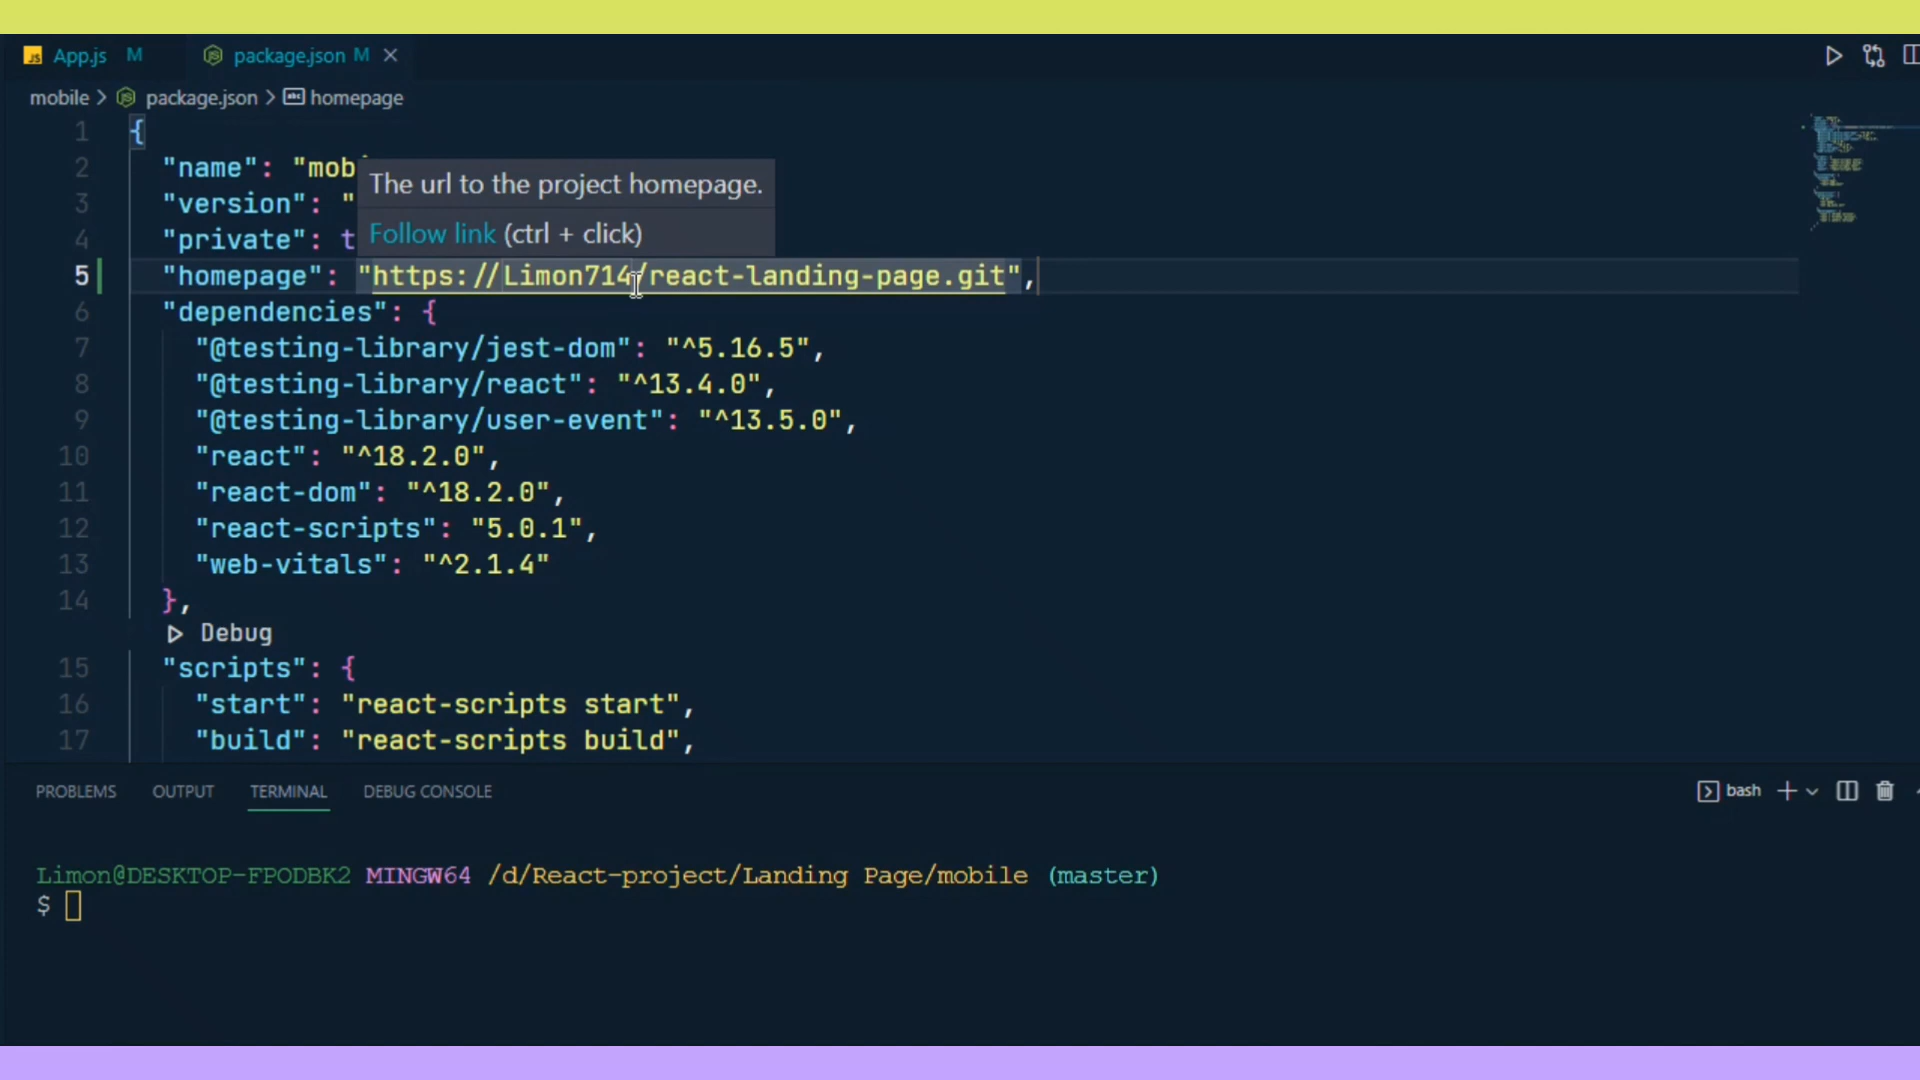 JS App.js M package.json M ×
mobile > package.json > abc homepage
1 {
2 "name": "mob
3 "version": "
4 "private": t
The url to the project homepage.
Follow link (ctrl + click)
5 "homepage": "https://Limon714/react-landing-page.git",
6 "dependencies": {
7 "@testing-library/jest-dom": "^5.16.5",
8 "@testing-library/react": "^13.4.0",
9 "@testing-library/user-event": "^13.5.0",
10 "react": "^18.2.0",
11 "react-dom": "^18.2.0",
12 "react-scripts": "5.0.1",
13 "web-vitals": "^2.1.4"
14 },
Debug
15 "scripts": {
16 "start": "react-scripts start",
17 "build": "react-scripts build",
PROBLEMS OUTPUT TERMINAL DEBUG CONSOLE bash
Limon@DESKTOP-FPODBK2 MINGW64 /d/React-project/Landing Page/mobile (master)
$